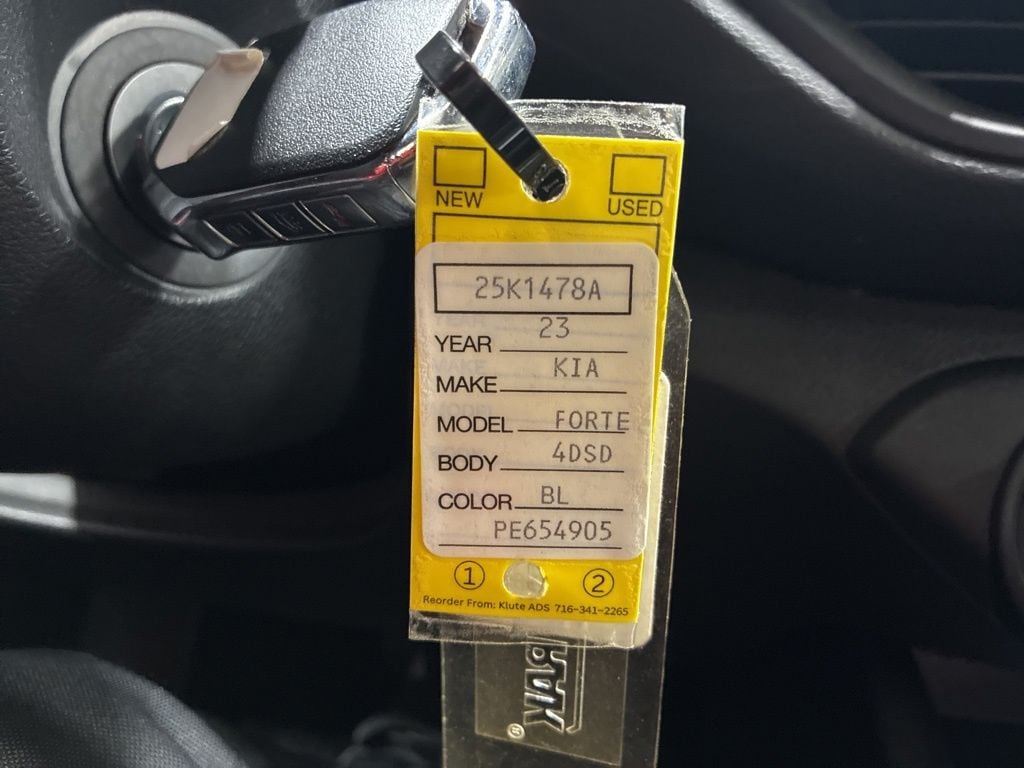 NEW USED
25K1478A
YEAR 23
MAKE KIA
MODEL FORTE
BODY 4DSD
COLOR BL
PE654905
1 2
Reorder From: Klute ADS 716-341-2265